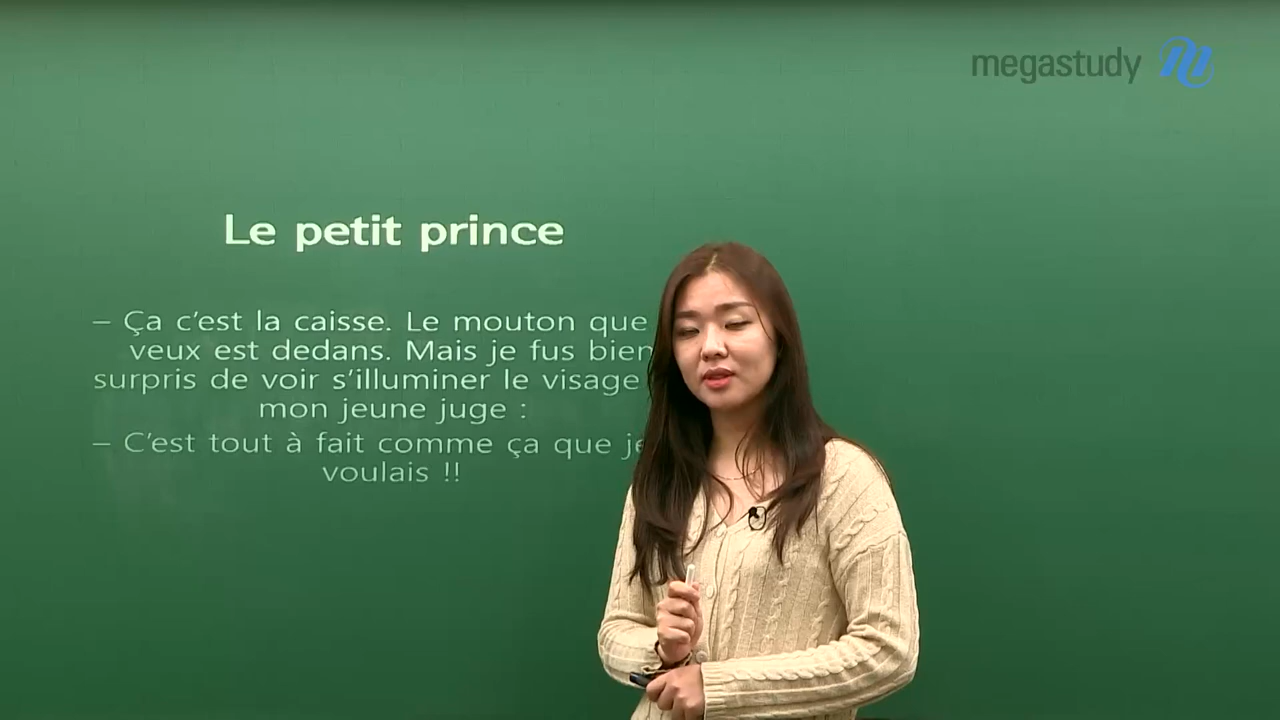 megastudy
Le petit prince
– Ça c’est la caisse. Le mouton que
veux est dedans. Mais je fus bien
surpris de voir s’illuminer le visage
mon jeune juge :
– C’est tout à fait comme ça que je
voulais !!